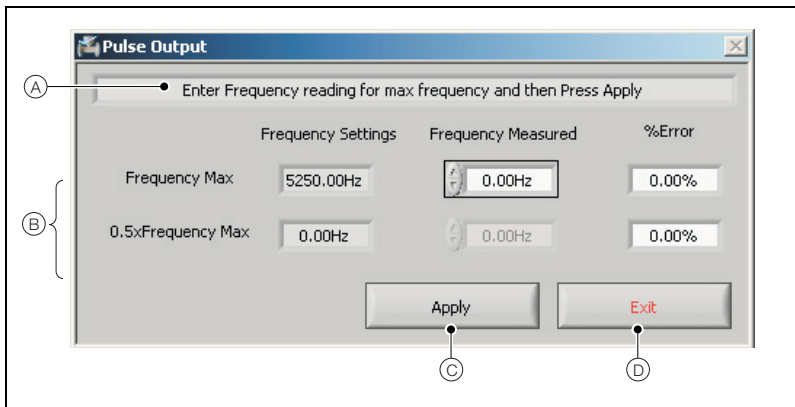 Pulse Output
A
Enter Frequency reading for max frequency and then Press Apply
Frequency Settings Frequency Measured %Error
Frequency Max 5250.00Hz 0.00Hz 0.00%
B
0.5xFrequency Max 0.00Hz 0.00Hz 0.00%
Apply Exit
C D